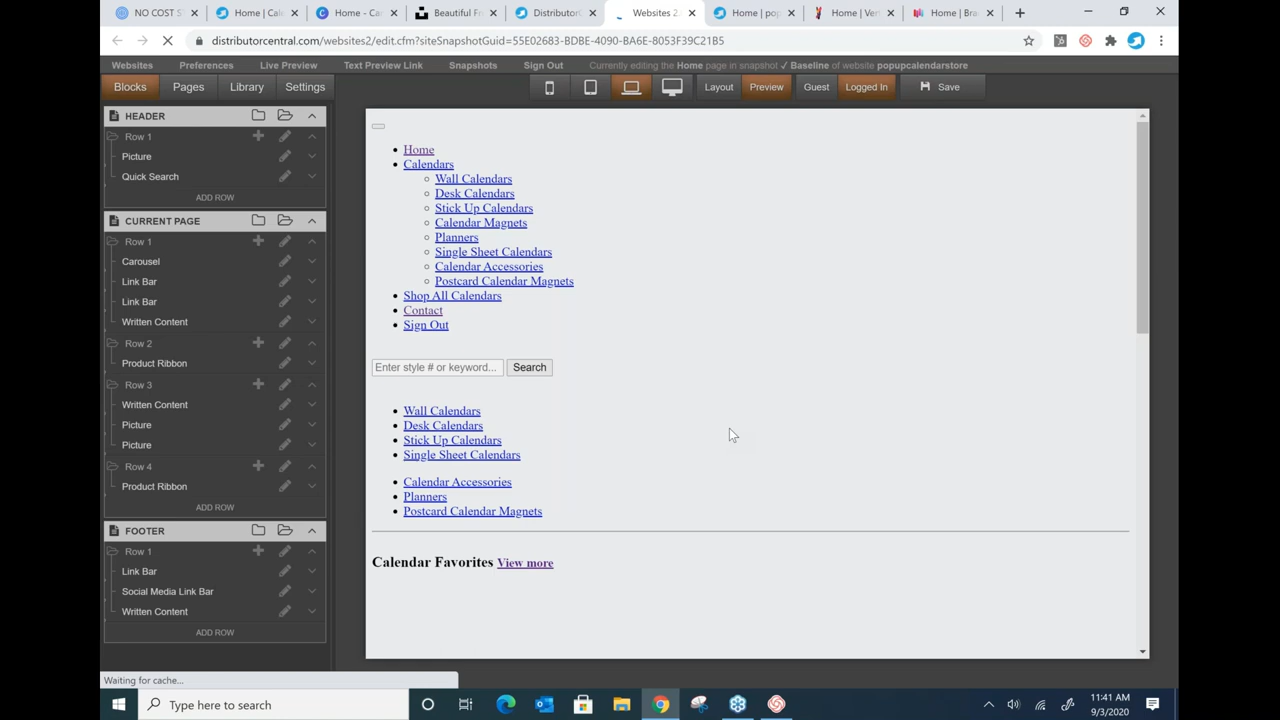 NO COST S
Home | Cal
Home - Ca
Beautiful Fr
Distributor
Websites 2.
Home | pop
Home | Ver
Home | Bra
distributorcentral.com/websites2/edit.cfm?siteSnapshotGuid=55E02683-BDBE-4090-BA6E-8053F39C21B5
Websites Preferences Live Preview Text Preview Link Snapshots Sign Out Currently editing the Home page in snapshot ✓ Baseline of website popupcalendarstore
Blocks Pages Library Settings Layout Preview Guest Logged In Save
HEADER
Row 1
Picture
Quick Search
ADD ROW
CURRENT PAGE
Row 1
Carousel
Link Bar
Link Bar
Written Content
Row 2
Product Ribbon
Row 3
Written Content
Picture
Picture
Row 4
Product Ribbon
ADD ROW
FOOTER
Row 1
Link Bar
Social Media Link Bar
Written Content
ADD ROW
Home
Calendars
Wall Calendars
Desk Calendars
Stick Up Calendars
Calendar Magnets
Planners
Single Sheet Calendars
Calendar Accessories
Postcard Calendar Magnets
Shop All Calendars
Contact
Sign Out
Enter style # or keyword... Search
Wall Calendars
Desk Calendars
Stick Up Calendars
Single Sheet Calendars
Calendar Accessories
Planners
Postcard Calendar Magnets
Calendar Favorites View more
Waiting for cache...
Type here to search
11:41 AM
9/3/2020